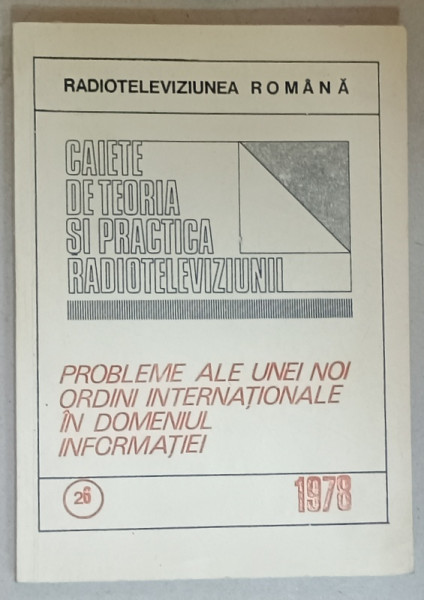 RADIOTELEVIZIUNEA ROMÂNĂ
CAIETE
DE TEORIA
ȘI PRACTICA
RADIOTELEVIZIUNII
PROBLEME ALE UNEI NOI
ORDINI INTERNAȚIONALE
ÎN DOMENIUL
INFORMAȚIEI
26
1978